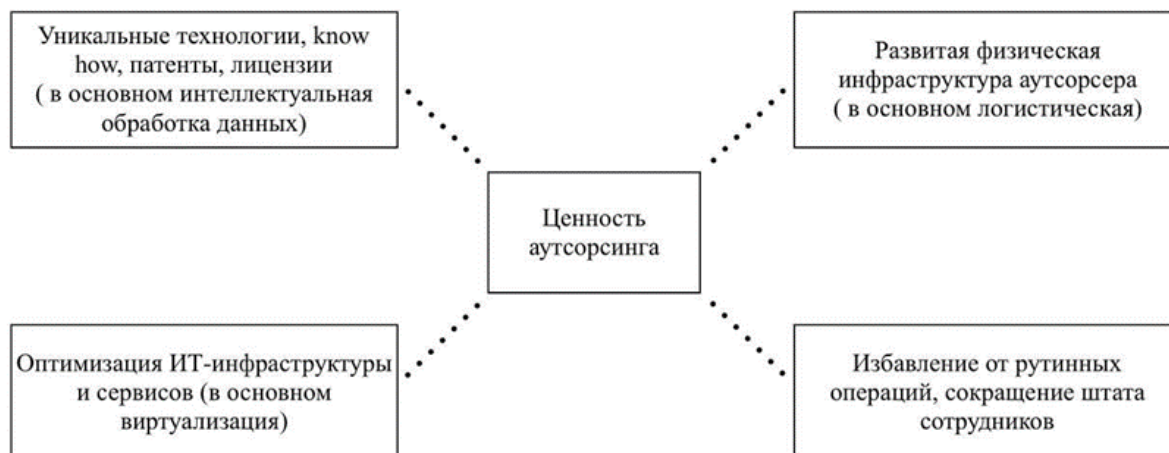 Уникальные технологии, know
how, патенты, лицензии
( в основном интеллектуальная
обработка данных)
Развитая физическая
инфраструктура аутсорсера
( в основном логистическая)
Ценность
аутсорсинга
Оптимизация ИТ-инфраструктуры
и сервисов (в основном
виртуализация)
Избавление от рутинных
операций, сокращение штата
сотрудников